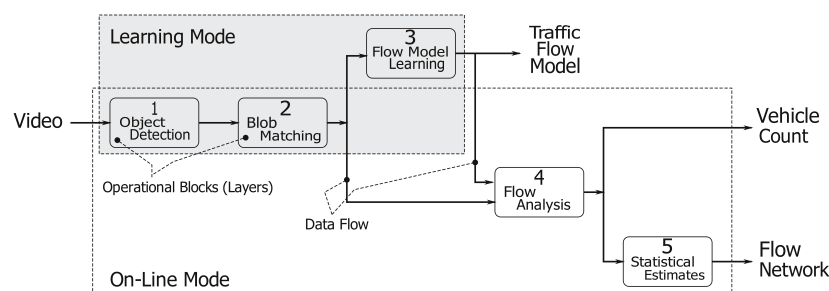 Learning Mode
3
Flow Model
Learning
Traffic
Flow
Model
Video
1
Object
Detection
2
Blob
Matching
Vehicle
Count
Operational Blocks (Layers)
4
Flow
Analysis
Data Flow
5
Statistical
Estimates
Flow
Network
On-Line Mode